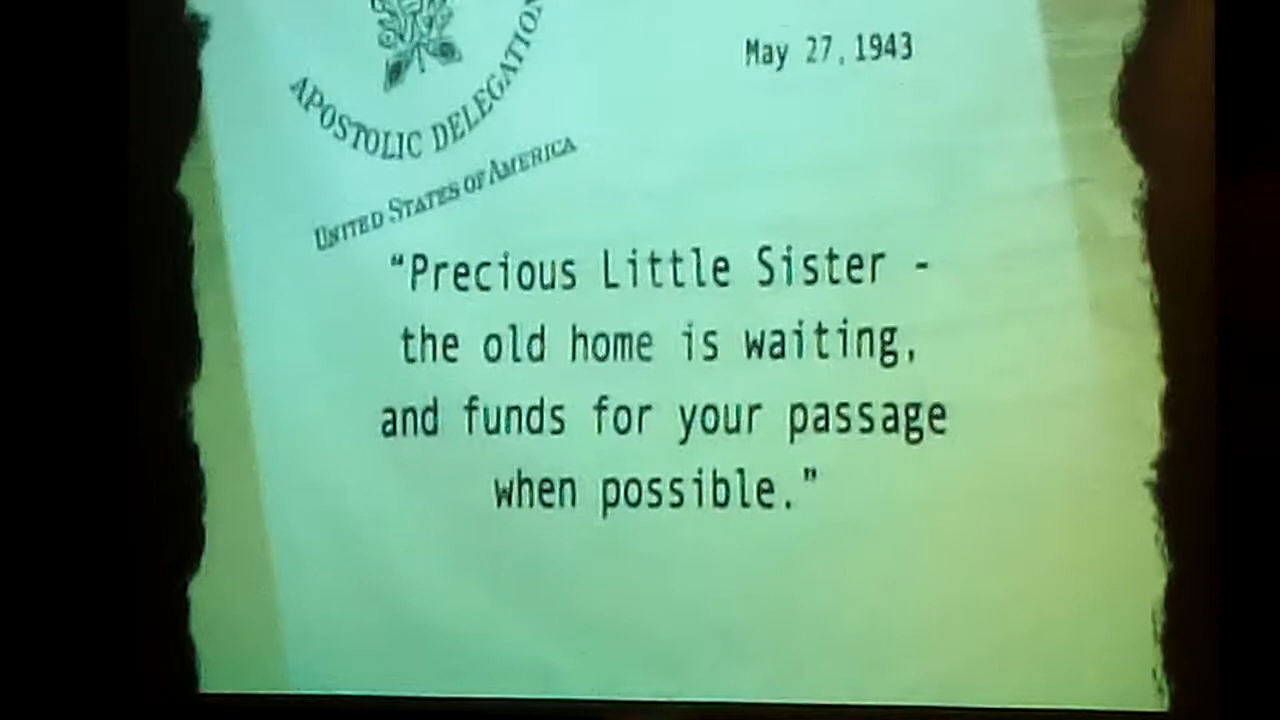 May 27, 1943
APOSTOLIC DELEGATION
UNITED STATES OF AMERICA
“Precious Little Sister -
the old home is waiting,
and funds for your passage
when possible.”